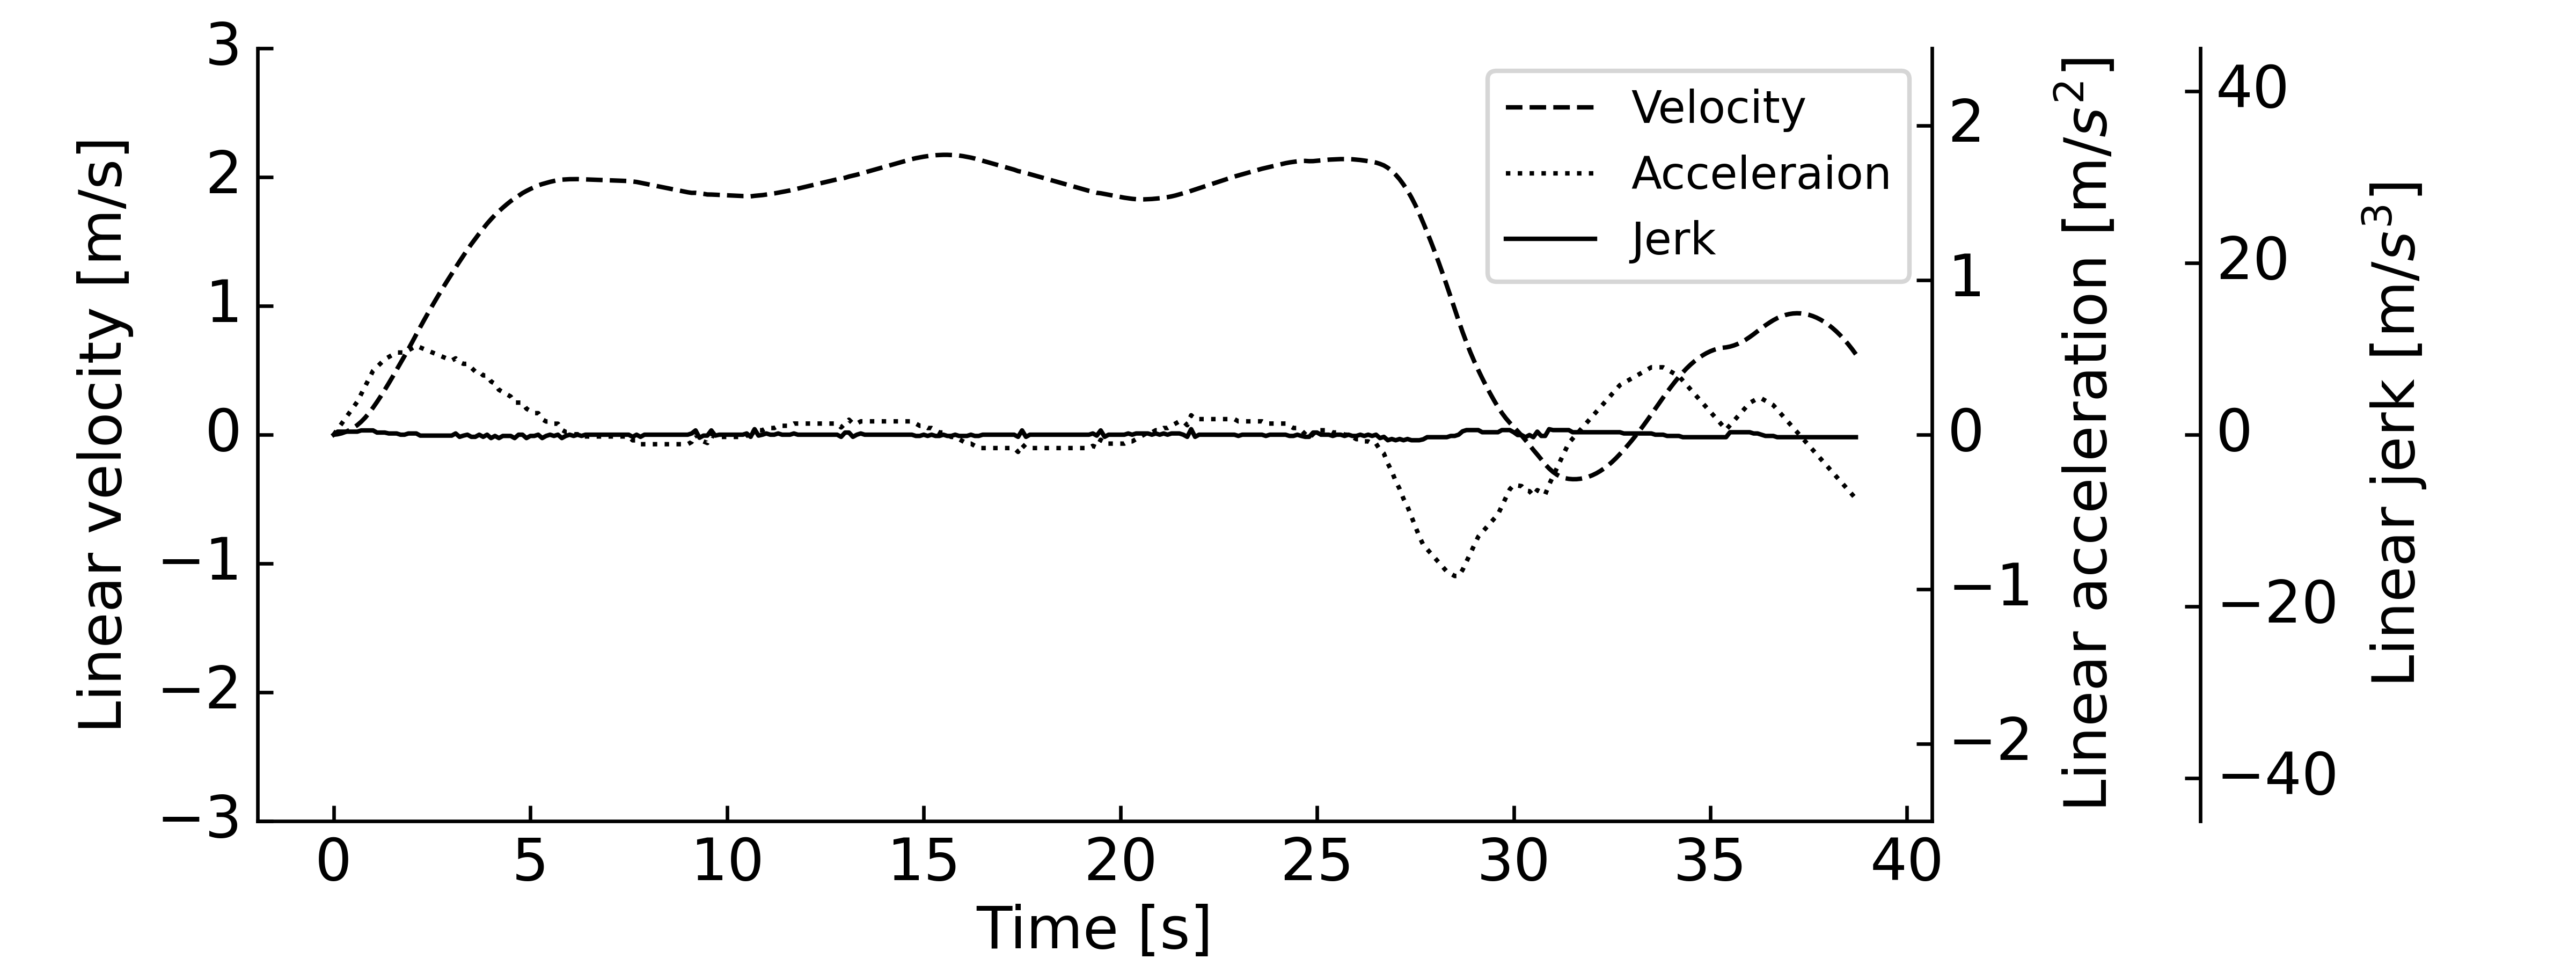 Linear velocity [m/s]
3
2
1
0
−1
−2
−3
0 5 10 15 20 25 30 35 40
Time [s]
Velocity
Acceleraion
Jerk
2
1
0
−1
−2
Linear acceleration [m/s²]
40
20
0
−20
−40
Linear jerk [m/s³]